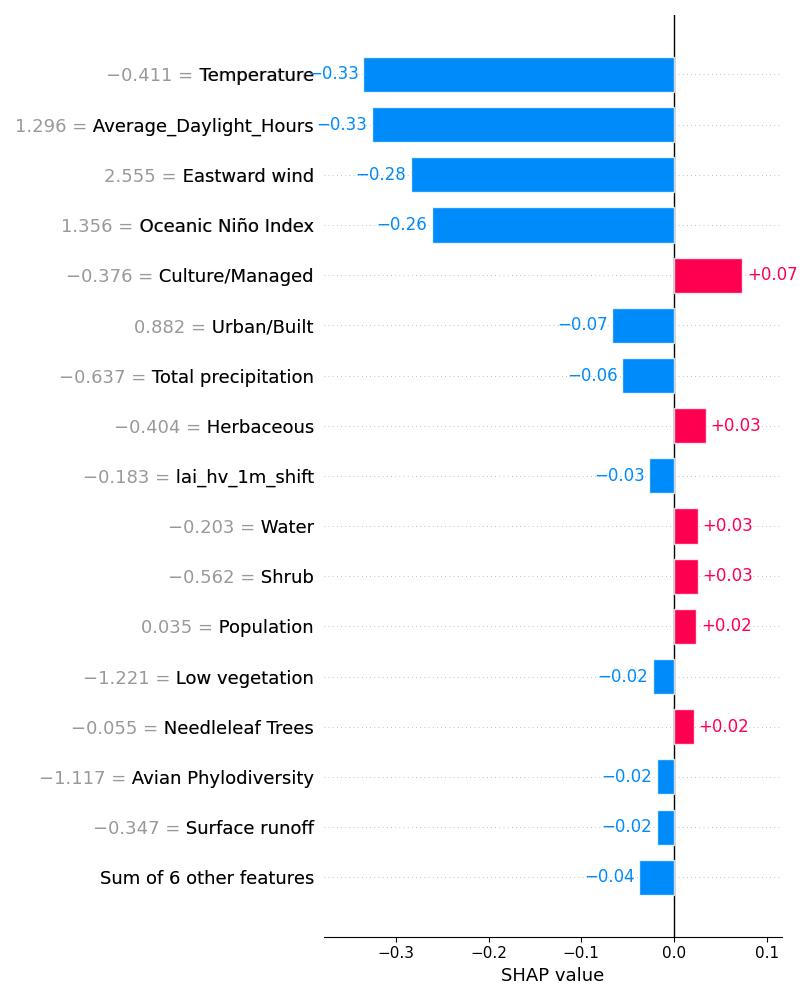 −0.411 = Temperature −0.33
1.296 = Average_Daylight_Hours −0.33
2.555 = Eastward wind −0.28
1.356 = Oceanic Niño Index −0.26
−0.376 = Culture/Managed +0.07
0.882 = Urban/Built −0.07
−0.637 = Total precipitation −0.06
−0.404 = Herbaceous +0.03
−0.183 = lai_hv_1m_shift −0.03
−0.203 = Water +0.03
−0.562 = Shrub +0.03
0.035 = Population +0.02
−1.221 = Low vegetation −0.02
−0.055 = Needleleaf Trees +0.02
−1.117 = Avian Phylodiversity −0.02
−0.347 = Surface runoff −0.02
Sum of 6 other features −0.04
−0.3 −0.2 −0.1 0.0 0.1
SHAP value